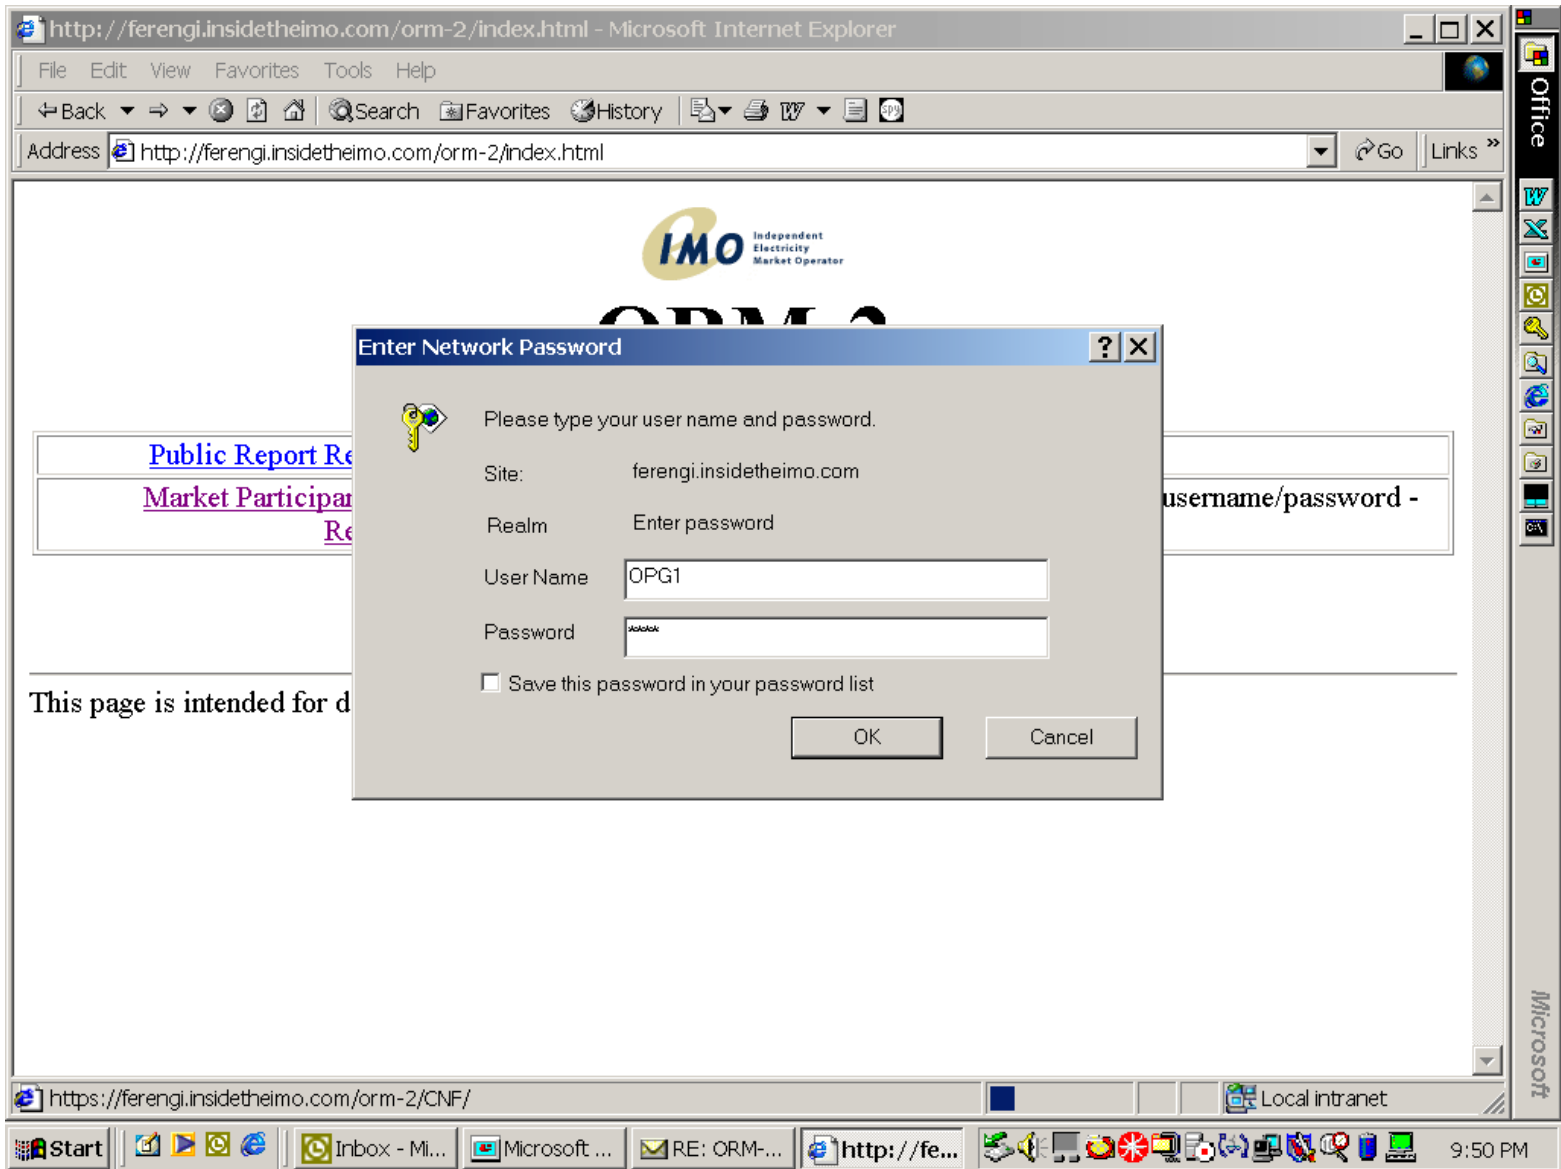 http://ferengi.insidetheimo.com/orm-2/index.html - Microsoft Internet Explorer
File Edit View Favorites Tools Help
Back Search Favorites History
Address http://ferengi.insidetheimo.com/orm-2/index.html Go Links »
Office
IMO Independent
Electricity
Market Operator
ORM-2
Enter Network Password
Please type your user name and password.
Site: ferengi.insidetheimo.com
Realm Enter password
User Name OPG1
Password *****
Save this password in your password list
OK Cancel
Public Report Re
Market Participan
Re
username/password -
This page is intended for d
https://ferengi.insidetheimo.com/orm-2/CNF/ Local intranet
Microsoft
Start Inbox - Mi... Microsoft ... RE: ORM-... http://fe... 9:50 PM